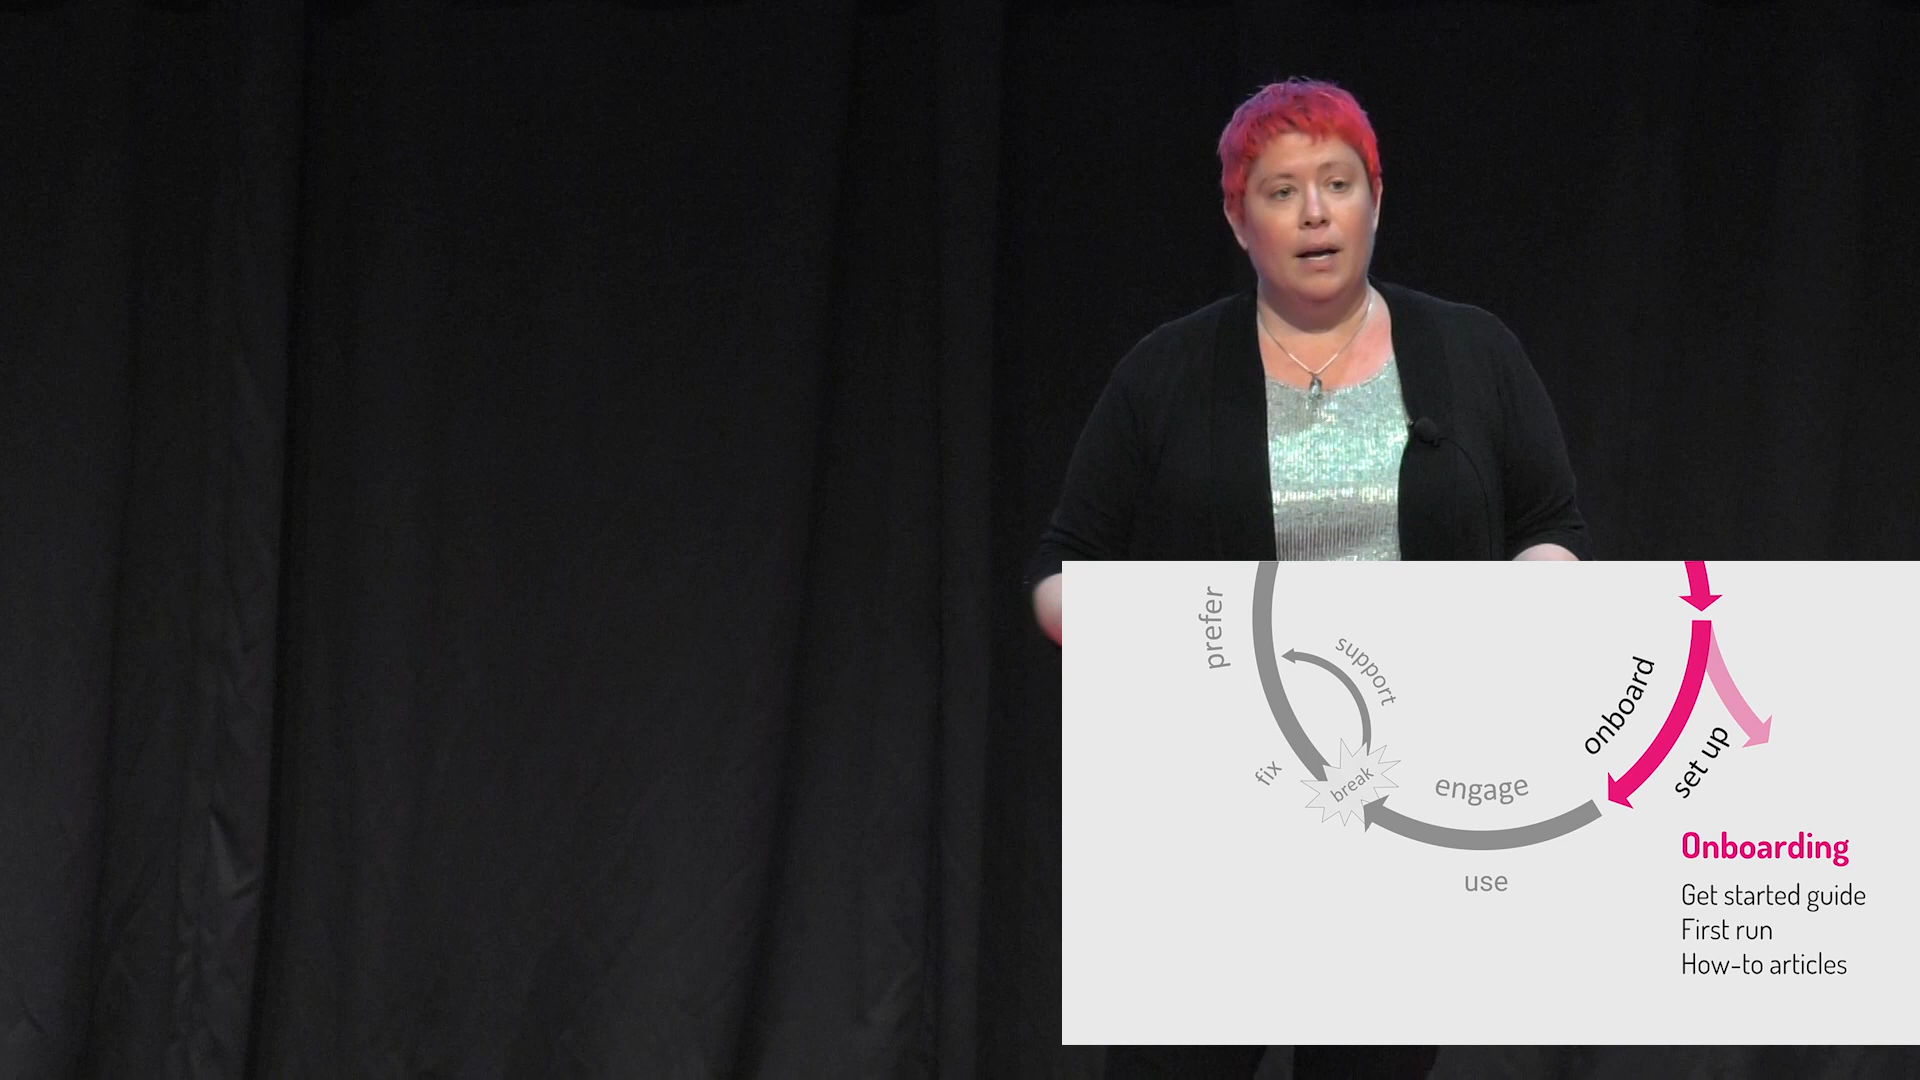 prefer
support
onboard
set up
fix
break
engage
use
Onboarding
Get started guide
First run
How-to articles